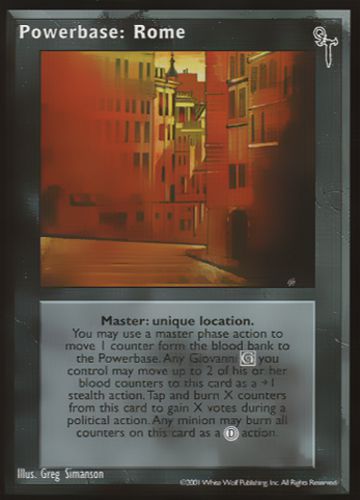 Powerbase: Rome
Master: unique location.
You may use a master phase action to
move 1 counter form the blood bank to
the Powerbase. Any Giovanni G you
control may move up to 2 of his or her
blood counters to this card as a +1
stealth action. Tap and burn X counters
from this card to gain X votes during a
political action. Any minion may burn all
counters on this card as a D action.
Illus. Greg Simanson
©2001 White Wolf Publishing, Inc. All Rights Reserved.